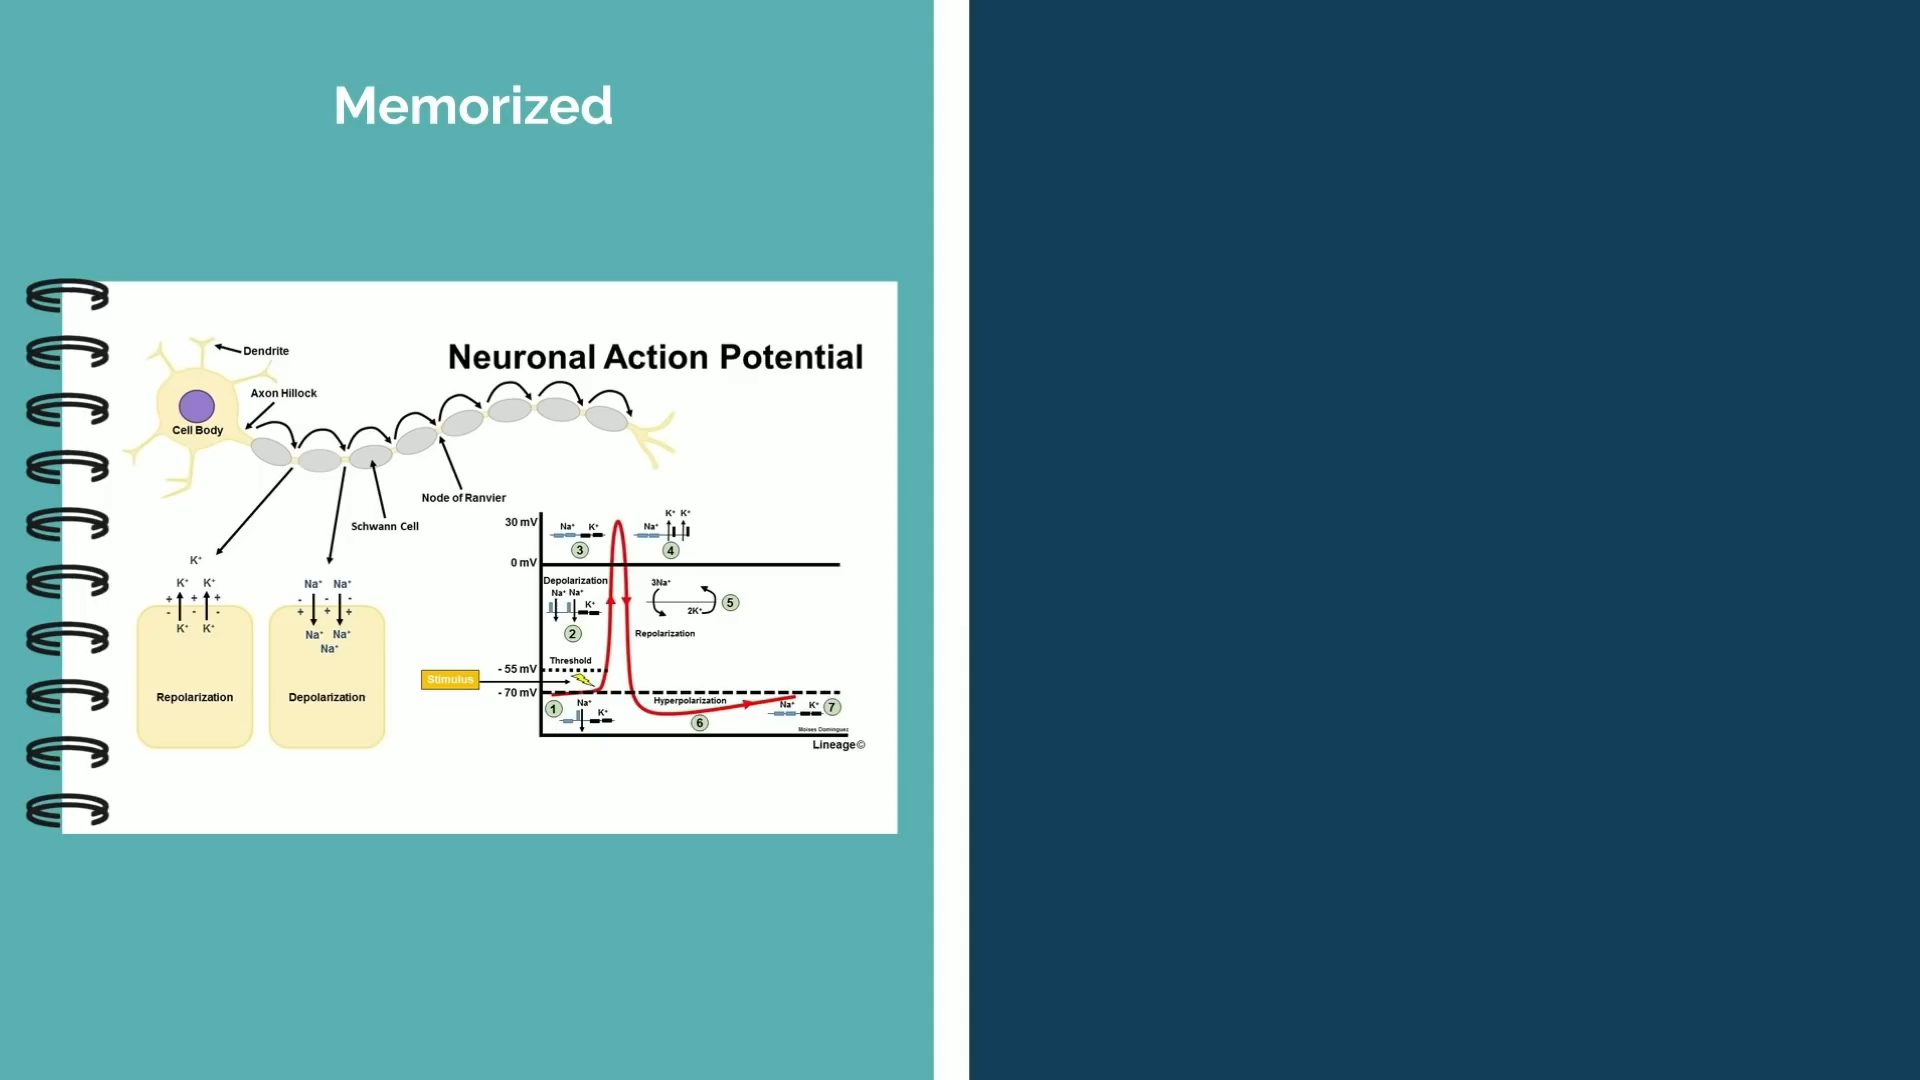 Memorized
Neuronal Action Potential
Dendrite
Axon Hillock
Cell Body
Node of Ranvier
Schwann Cell
K⁺
K⁺ K⁺
+ + +
- - -
K⁺ K⁺
Repolarization
Na⁺ Na⁺
- - -
+ + +
Na⁺ Na⁺
Na⁺
Depolarization
Stimulus
30 mV
0 mV
- 55 mV
- 70 mV
Na⁺ K⁺
3
K⁺ K⁺
Na⁺
4
Depolarization
Na⁺ Na⁺
K⁺
2
3Na⁺
2K⁺
5
Repolarization
Threshold
1
Na⁺
K⁺
Hyperpolarization
6
Na⁺ K⁺
7
Moises Dominguez
Lineage©